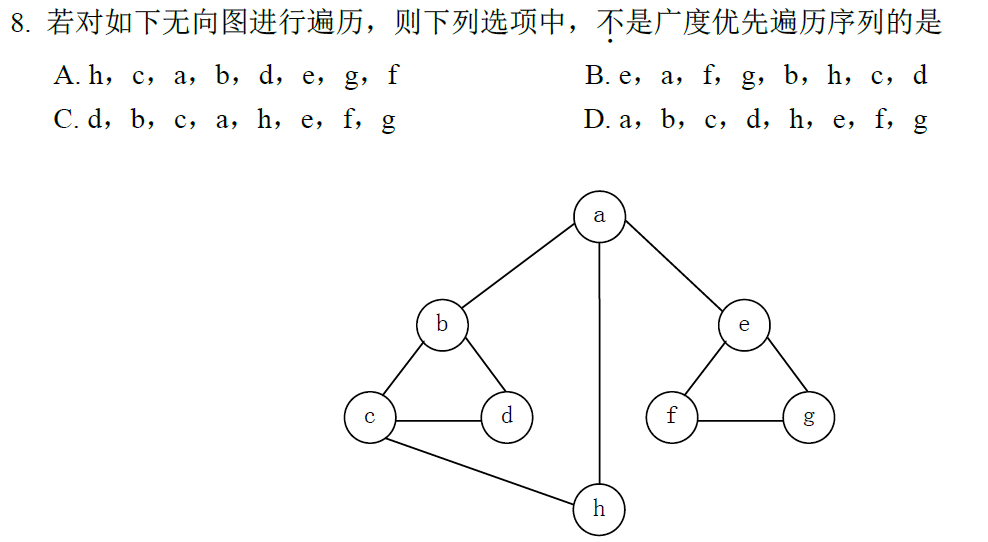 8. 若对如下无向图进行遍历，则下列选项中，不是广度优先遍历序列的是
A. h，c，a，b，d，e，g，f B. e，a，f，g，b，h，c，d
C. d，b，c，a，h，e，f，g D. a，b，c，d，h，e，f，g
a
b e
c d f g
h